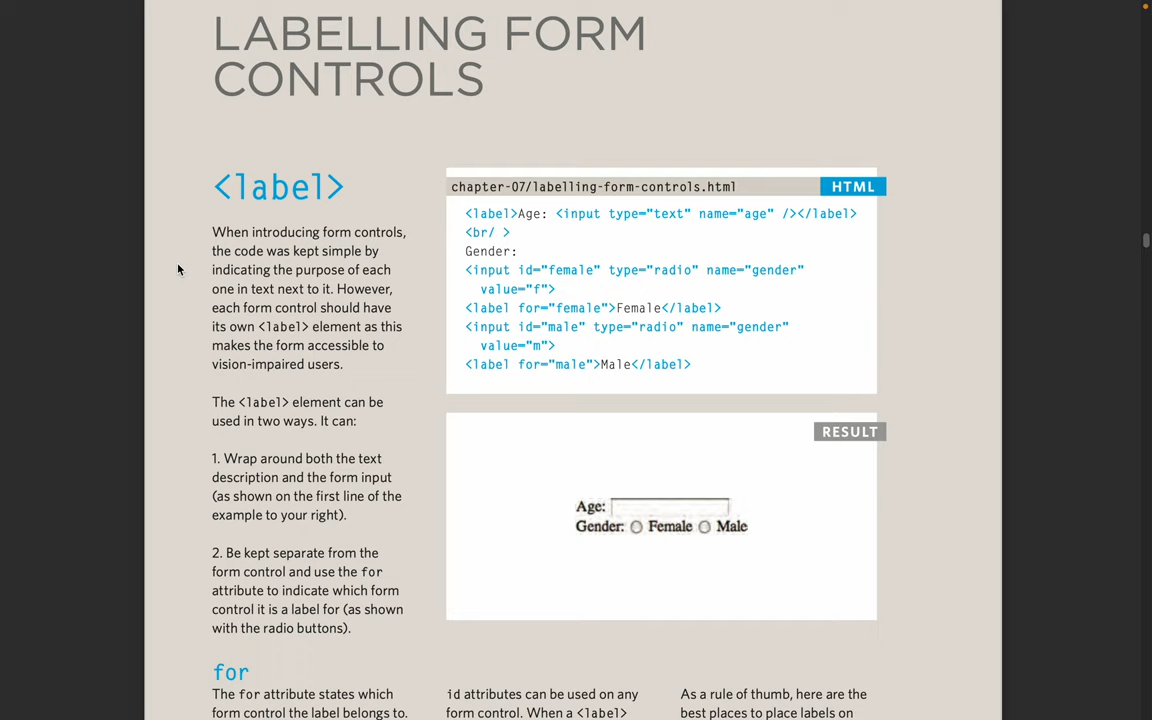 LABELLING FORM
CONTROLS
<label>
When introducing form controls,
the code was kept simple by
indicating the purpose of each
one in text next to it. However,
each form control should have
its own <label> element as this
makes the form accessible to
vision-impaired users.
The <label> element can be
used in two ways. It can:
1. Wrap around both the text
description and the form input
(as shown on the first line of the
example to your right).
2. Be kept separate from the
form control and use the for
attribute to indicate which form
control it is a label for (as shown
with the radio buttons).
chapter-07/labelling-form-controls.html HTML
<label>Age: <input type="text" name="age" /></label>
<br/ >
Gender:
<input id="female" type="radio" name="gender"
value="f">
<label for="female">Female</label>
<input id="male" type="radio" name="gender"
value="m">
<label for="male">Male</label>
RESULT
Age:
Gender: Female Male
for
The for attribute states which
form control the label belongs to.
id attributes can be used on any
form control. When a <label>
As a rule of thumb, here are the
best places to place labels on